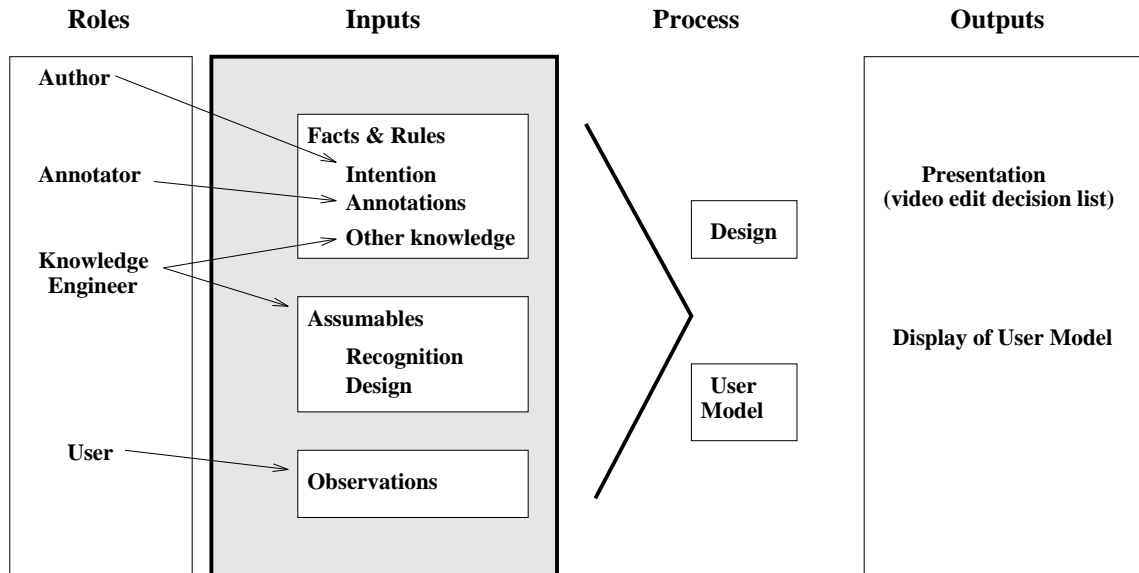 Roles
Inputs
Process
Outputs
Author
Annotator
Knowledge
Engineer
User
Facts & Rules
Intention
Annotations
Other knowledge
Assumables
Recognition
Design
Observations
Design
User
Model
Presentation
(video edit decision list)
Display of User Model